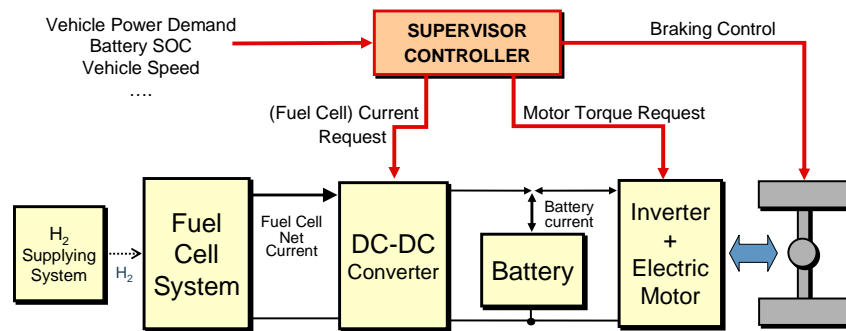 Vehicle Power Demand
Battery SOC
Vehicle Speed
....
SUPERVISOR
CONTROLLER
Braking Control
(Fuel Cell) Current
Request
Motor Torque Request
H2
Supplying
System
H2
Fuel
Cell
System
Fuel Cell
Net
Current
DC-DC
Converter
Battery
current
Battery
Inverter
+
Electric
Motor